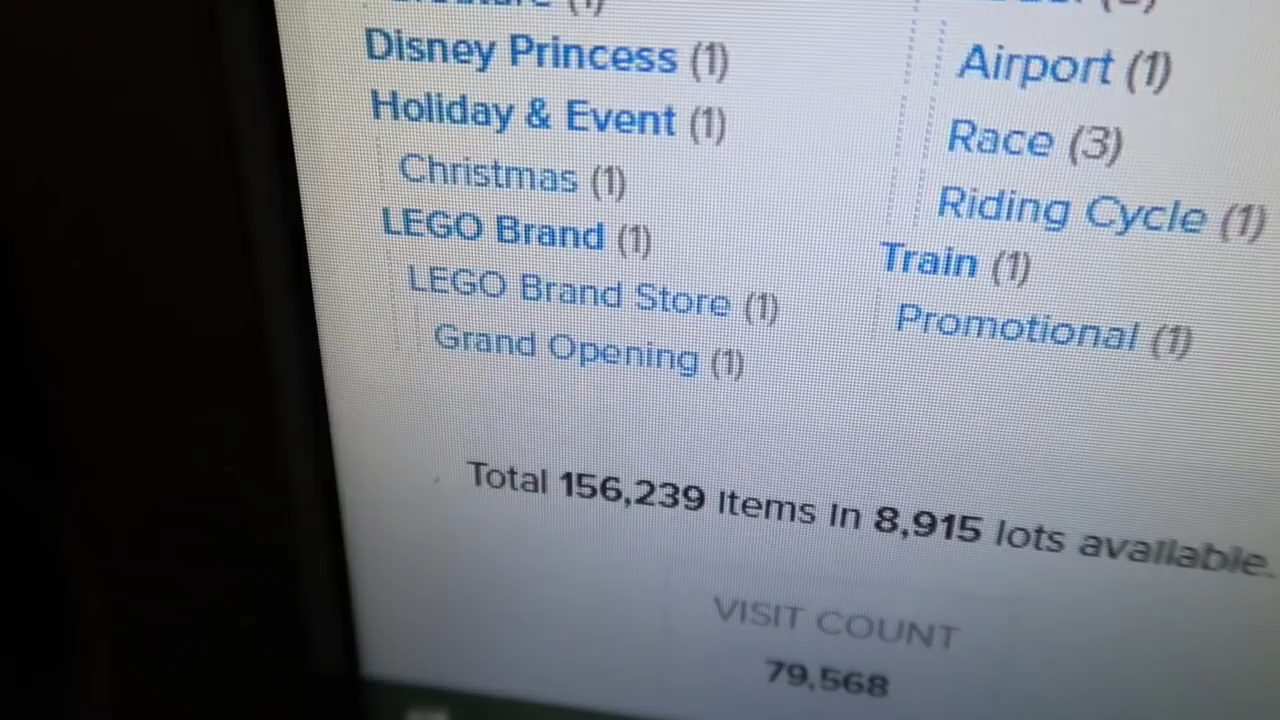 Disney Princess (1)
Holiday & Event (1)
Christmas (1)
LEGO Brand (1)
LEGO Brand Store (1)
Grand Opening (1)
Airport (1)
Race (3)
Riding Cycle (1)
Train (1)
Promotional (1)
Total 156,239 Items in 8,915 lots available.
VISIT COUNT
79,568